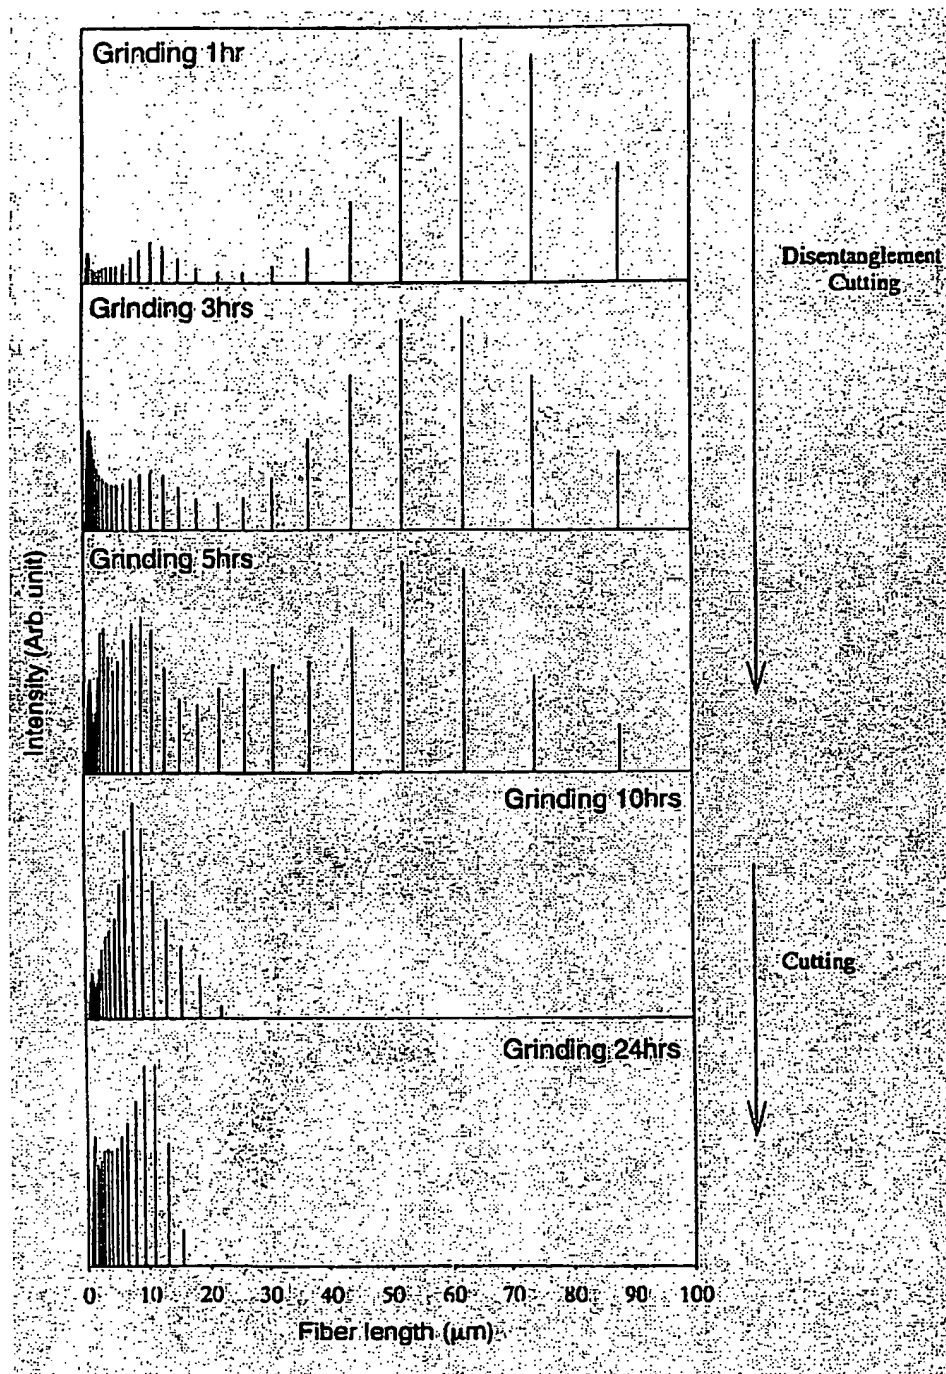 Grinding 1hr
Disentanglement
Cutting
Grinding 3hrs
Grinding 5hrs
Intensity (Arb. unit)
Grinding 10hrs
Cutting
Grinding 24hrs
0 10 20 30 40 50 60 70 80 90 100
Fiber length (μm)